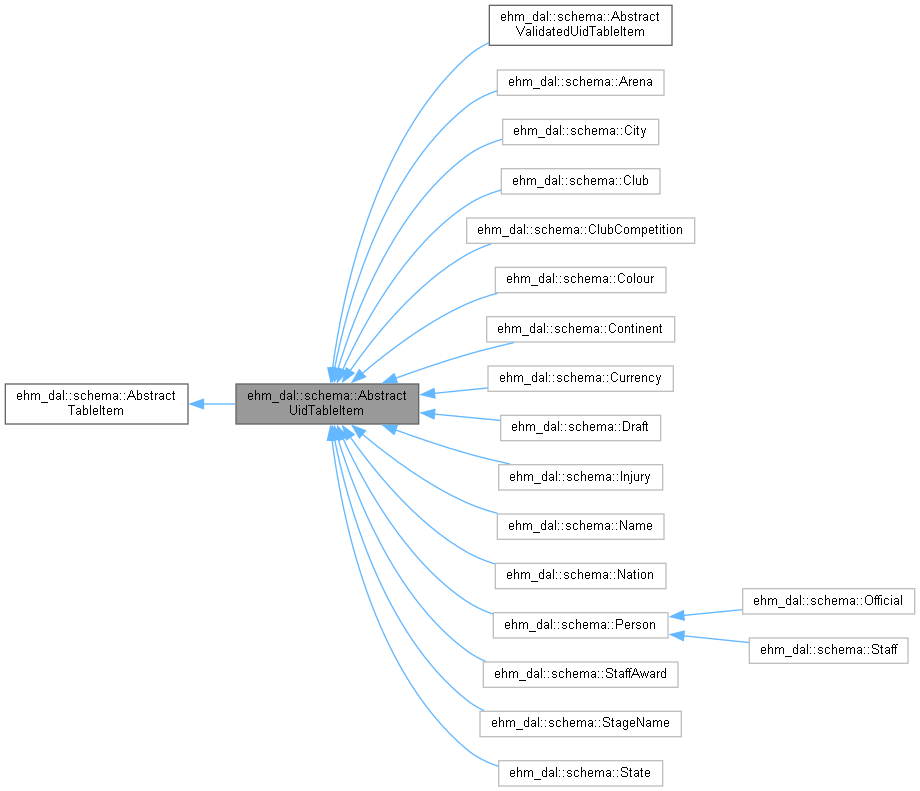 ehm_dal::schema::Abstract
ValidatedUidTableItem
ehm_dal::schema::Arena
ehm_dal::schema::City
ehm_dal::schema::Club
ehm_dal::schema::ClubCompetition
ehm_dal::schema::Colour
ehm_dal::schema::Continent
ehm_dal::schema::Currency
ehm_dal::schema::Abstract
TableItem
ehm_dal::schema::Abstract
UidTableItem
ehm_dal::schema::Draft
ehm_dal::schema::Injury
ehm_dal::schema::Name
ehm_dal::schema::Nation
ehm_dal::schema::Official
ehm_dal::schema::Person
ehm_dal::schema::Staff
ehm_dal::schema::StaffAward
ehm_dal::schema::StageName
ehm_dal::schema::State